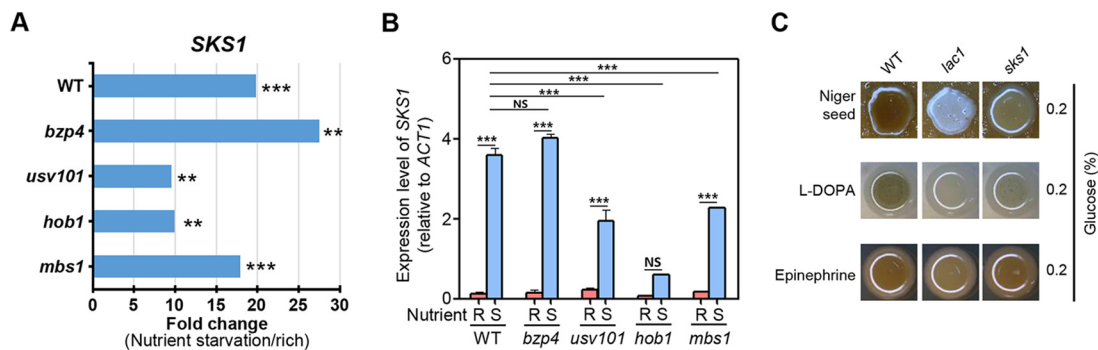 A
SKS1
WT
***
bzp4
**
usv101
**
hob1
**
mbs1
***
0 5 10 15 20 25 30
Fold change
(Nutrient starvation/rich)
B
Expression level of SKS1
(relative to ACT1)
6
4
2
0
***
***
***
NS
***
***
***
NS
***
Nutrient R S R S R S R S R S
WT bzp4 usv101 hob1 mbs1
C
WT lac1 sks1
Niger
seed
0.2
L-DOPA
0.2
Epinephrine
0.2
Glucose (%)